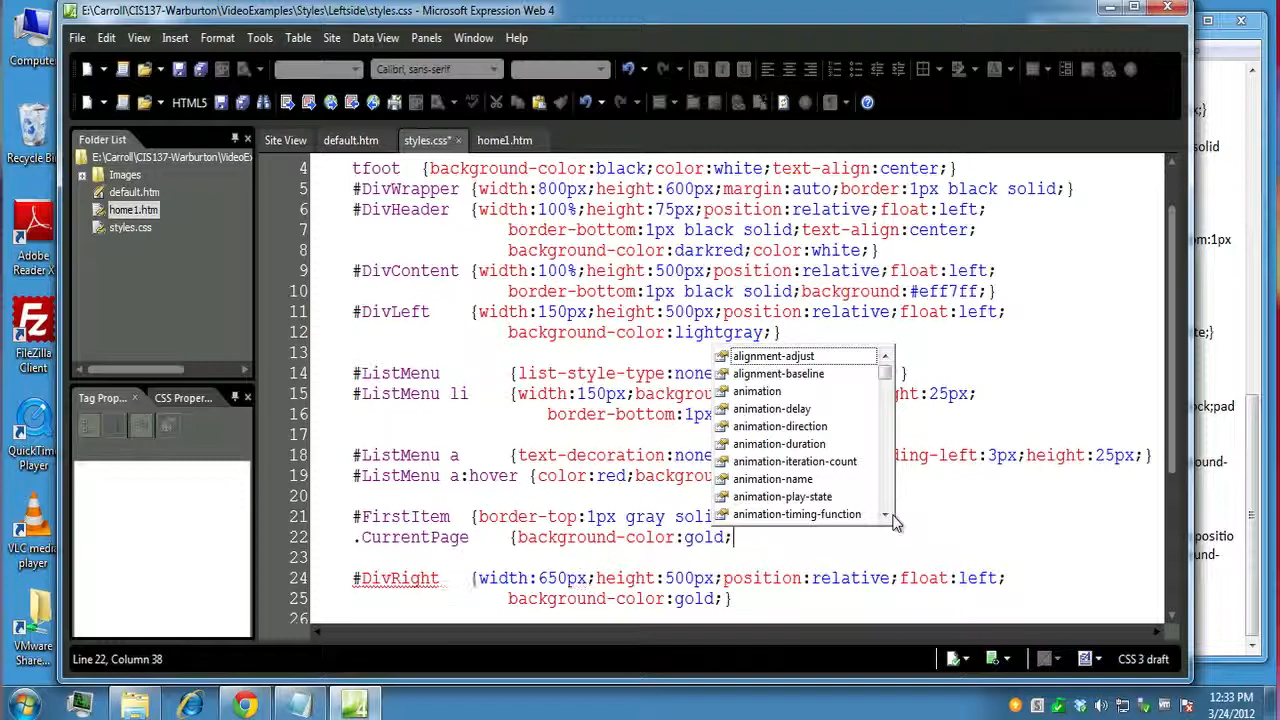 E:\Carroll\CIS137-Warburton\VideoExamples\Styles\Leftside\styles.css - Microsoft Expression Web 4
File Edit View Insert Format Tools Table Site Data View Panels Window Help
Calibri, sans-serif
HTML5
Computer
Recycle Bin
Adobe Reader X
FileZilla Client
QuickTime Player
VLC media player
VMware Share...
Folder List
E:\Carroll\CIS137-Warburton\VideoEx
Images
default.htm
home1.htm
styles.css
Tag Prop... CSS Proper...
Site View default.htm styles.css* home1.htm
4 tfoot {background-color:black;color:white;text-align:center;}
5 #DivWrapper {width:800px;height:600px;margin:auto;border:1px black solid;}
6 #DivHeader {width:100%;height:75px;position:relative;float:left;
7 border-bottom:1px black solid;text-align:center;
8 background-color:darkred;color:white;}
9 #DivContent {width:100%;height:500px;position:relative;float:left;
10 border-bottom:1px black solid;background:#eff7ff;}
11 #DivLeft {width:150px;height:500px;position:relative;float:left;
12 background-color:lightgray;}
13
14 #ListMenu {list-style-type:none }
15 #ListMenu li {width:150px;backgrou ght:25px;
16 border-bottom:1px
17
18 #ListMenu a {text-decoration:none ding-left:3px;height:25px;}
19 #ListMenu a:hover {color:red;backgrou
20
21 #FirstItem {border-top:1px gray soli
22 .CurrentPage {background-color:gold;
23
24 #DivRight {width:650px;height:500px;position:relative;float:left;
25 background-color:gold;}
26
alignment-adjust
alignment-baseline
animation
animation-delay
animation-direction
animation-duration
animation-iteration-count
animation-name
animation-play-state
animation-timing-function
px;}
solid
om:1px
te;}
ock;pad
ound-
positio
ound-
Line 22, Column 38
CSS 3 draft
12:33 PM
3/24/2012